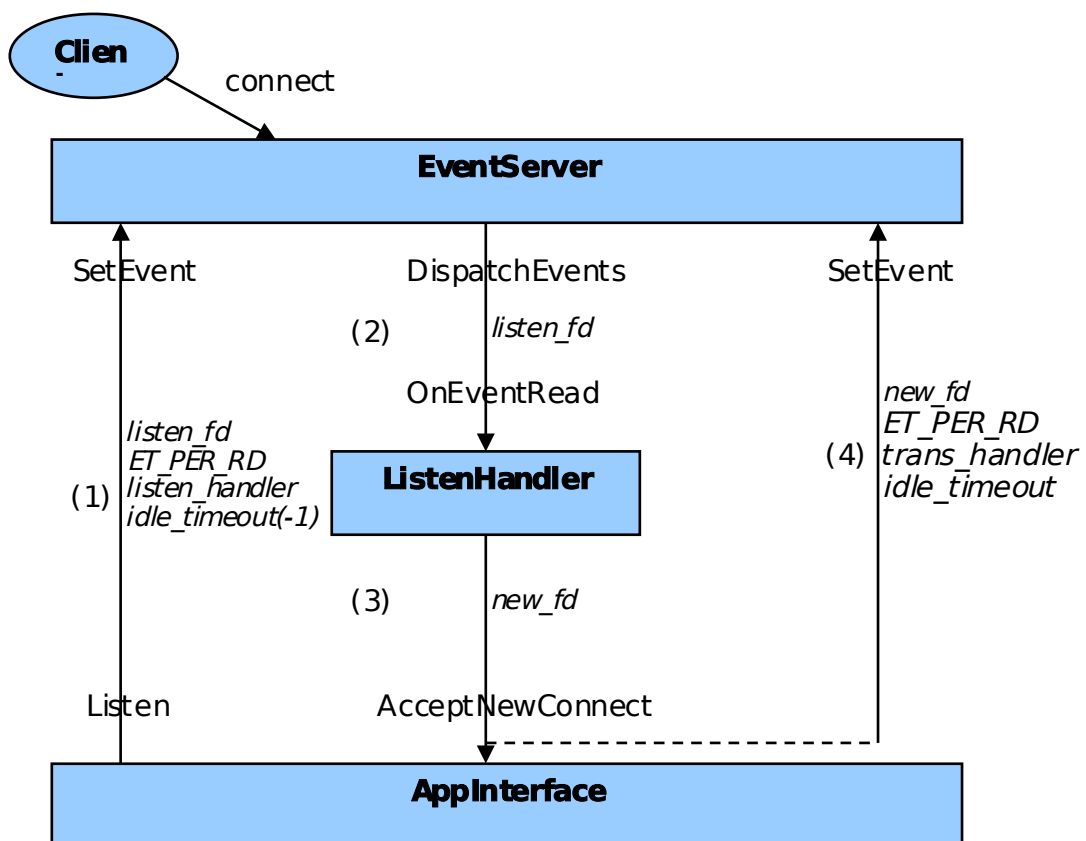 Clien
connect
EventServer
SetEvent
DispatchEvents
SetEvent
(2)
listen_fd
OnEventRead
(1)
listen_fd
ET_PER_RD
listen_handler
idle_timeout(-1)
ListenHandler
(4)
new_fd
ET_PER_RD
trans_handler
idle_timeout
(3)
new_fd
Listen
AcceptNewConnect
AppInterface